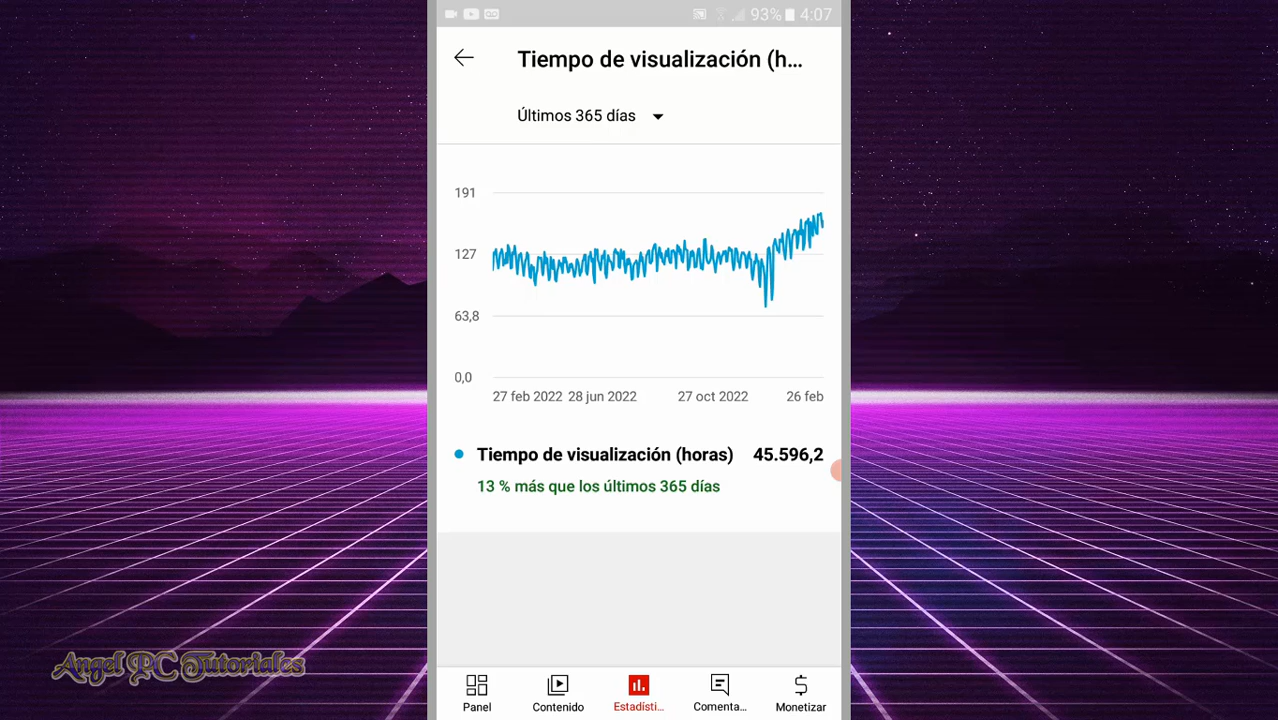 93% 4:07
Tiempo de visualización (h...
Últimos 365 días
191
127
63,8
0,0
27 feb 2022 28 jun 2022 27 oct 2022 26 feb
Tiempo de visualización (horas) 45.596,2
13 % más que los últimos 365 días
Angel PC Tutoriales
Panel Contenido Estadísti... Comenta... Monetizar